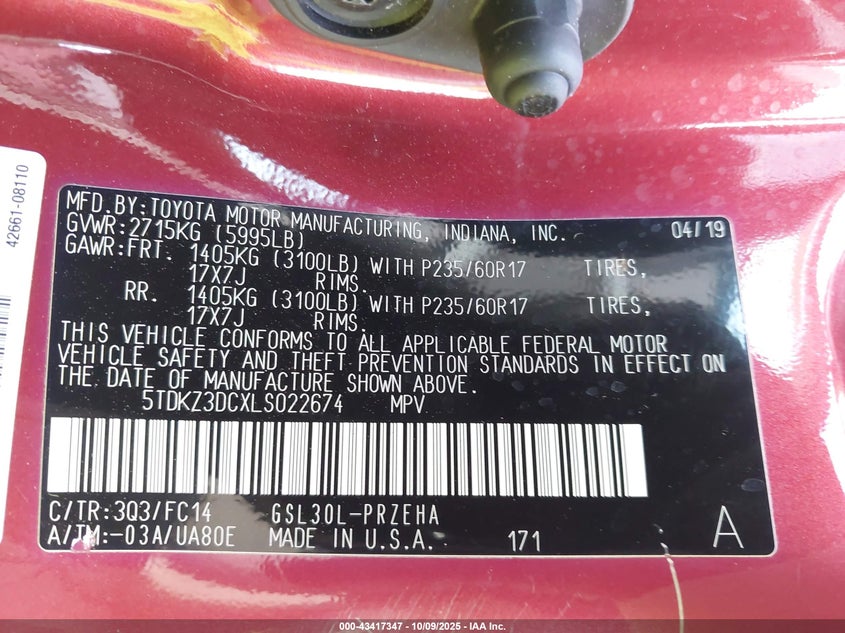 42661-08110
MFD.BY:TOYOTA MOTOR MANUFACTURING, INDIANA, INC. 04/19
GVWR:2715KG (5995LB)
GAWR:FRT. 1405KG (3100LB) WITH P235/60R17 TIRES,
17X7J RIMS.
RR. 1405KG (3100LB) WITH P235/60R17 TIRES,
17X7J RIMS.
THIS VEHICLE CONFORMS TO ALL APPLICABLE FEDERAL MOTOR
VEHICLE SAFETY AND THEFT PREVENTION STANDARDS IN EFFECT ON
THE DATE OF MANUFACTURE SHOWN ABOVE.
5TDKZ3DCXLS022674 MPV
C/TR:3Q3/FC14 GSL30L-PRZEHA
A/TM:-03A/UA80E MADE IN U.S.A. 171 A
000-43417347 | 10/09/2025 | IAA Inc.